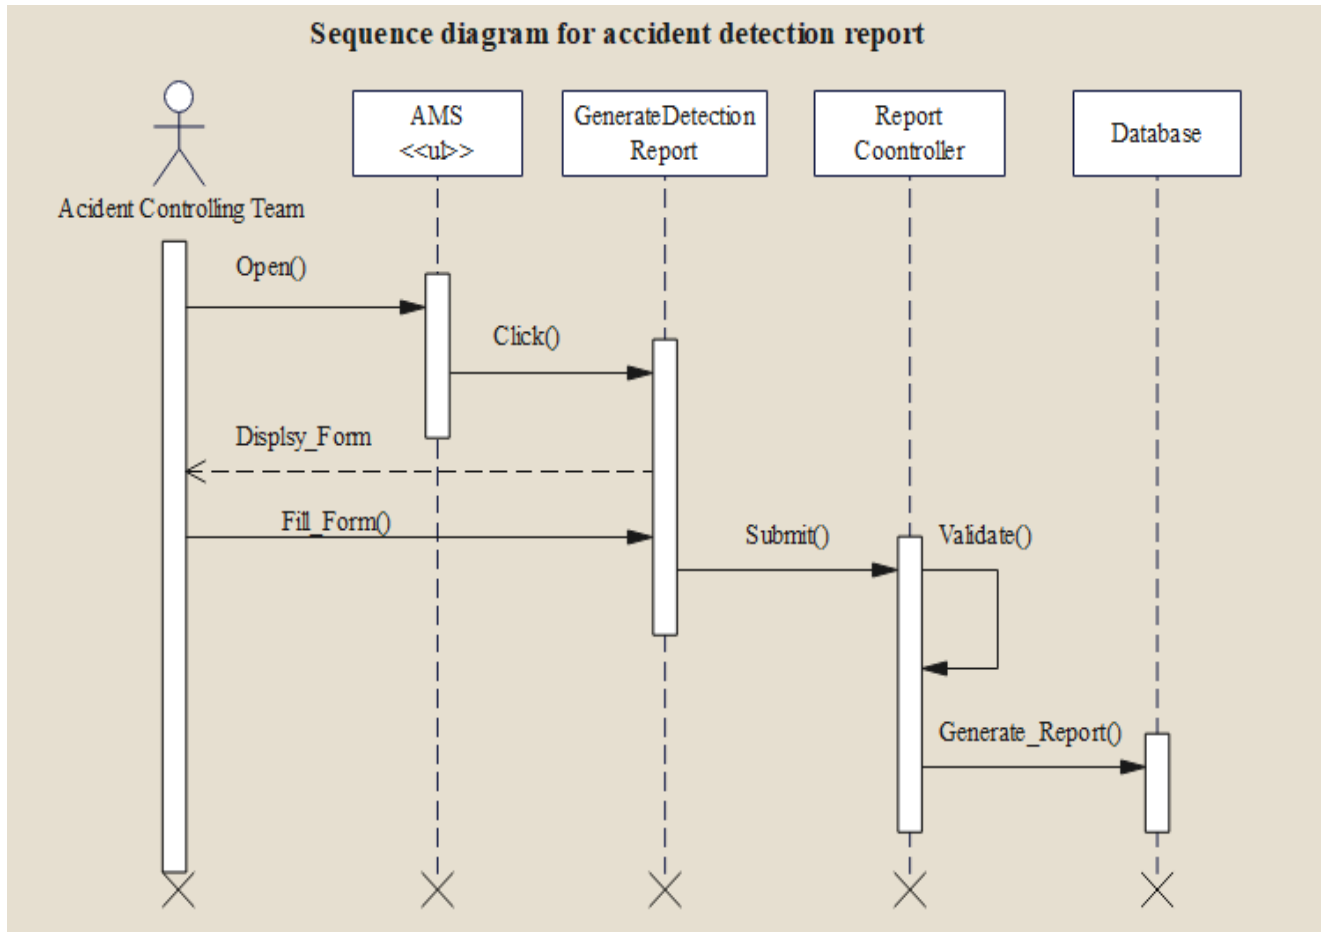 Sequence diagram for accident detection report
AMS
<<uI>>
GenerateDetection
Report
Report
Coontroller
Database
Acident Controlling Team
Open()
Click()
Displsy_Form
Fill_Form()
Submit()
Validate()
Generate_Report()